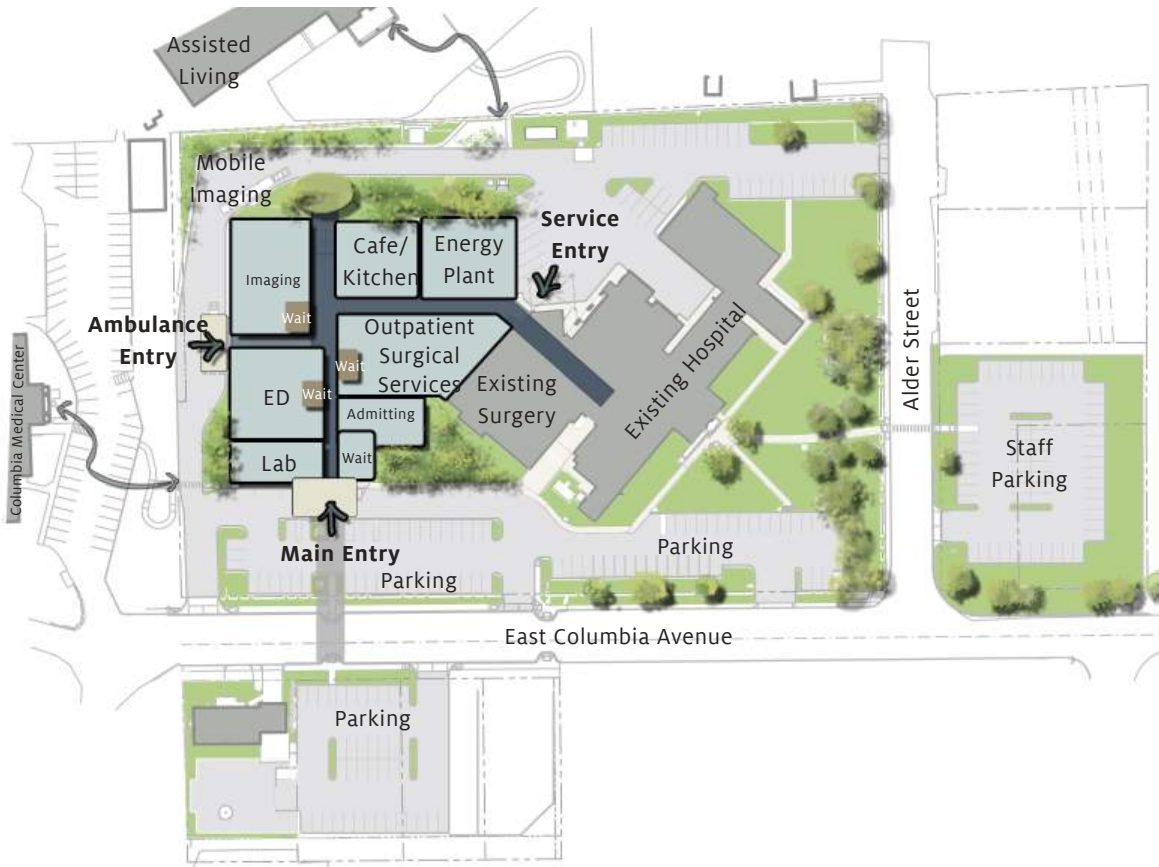 Assisted
Living
Mobile
Imaging
Cafe/
Kitchen
Energy
Plant
Service
Entry
Imaging
Wait
Ambulance
Entry
Outpatient
Surgical
Services
Wait
ED
Wait
Admitting
Existing
Surgery
Existing Hospital
Alder Street
Columbia Medical Center
Lab
Wait
Staff
Parking
Main Entry
Parking
Parking
East Columbia Avenue
Parking